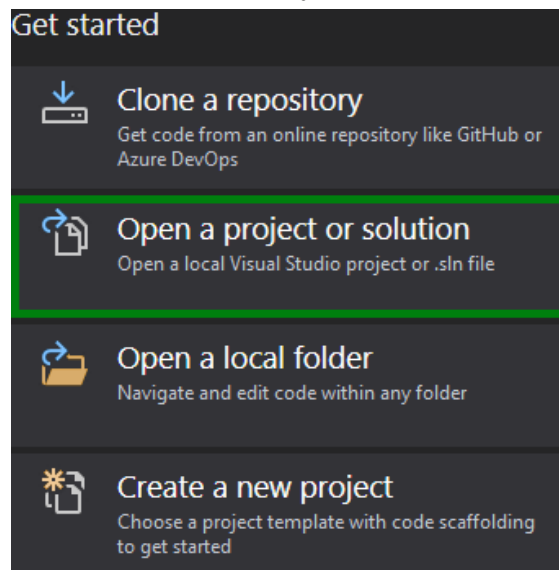 Get started
Clone a repository
Get code from an online repository like GitHub or
Azure DevOps
Open a project or solution
Open a local Visual Studio project or .sln file
Open a local folder
Navigate and edit code within any folder
Create a new project
Choose a project template with code scaffolding
to get started